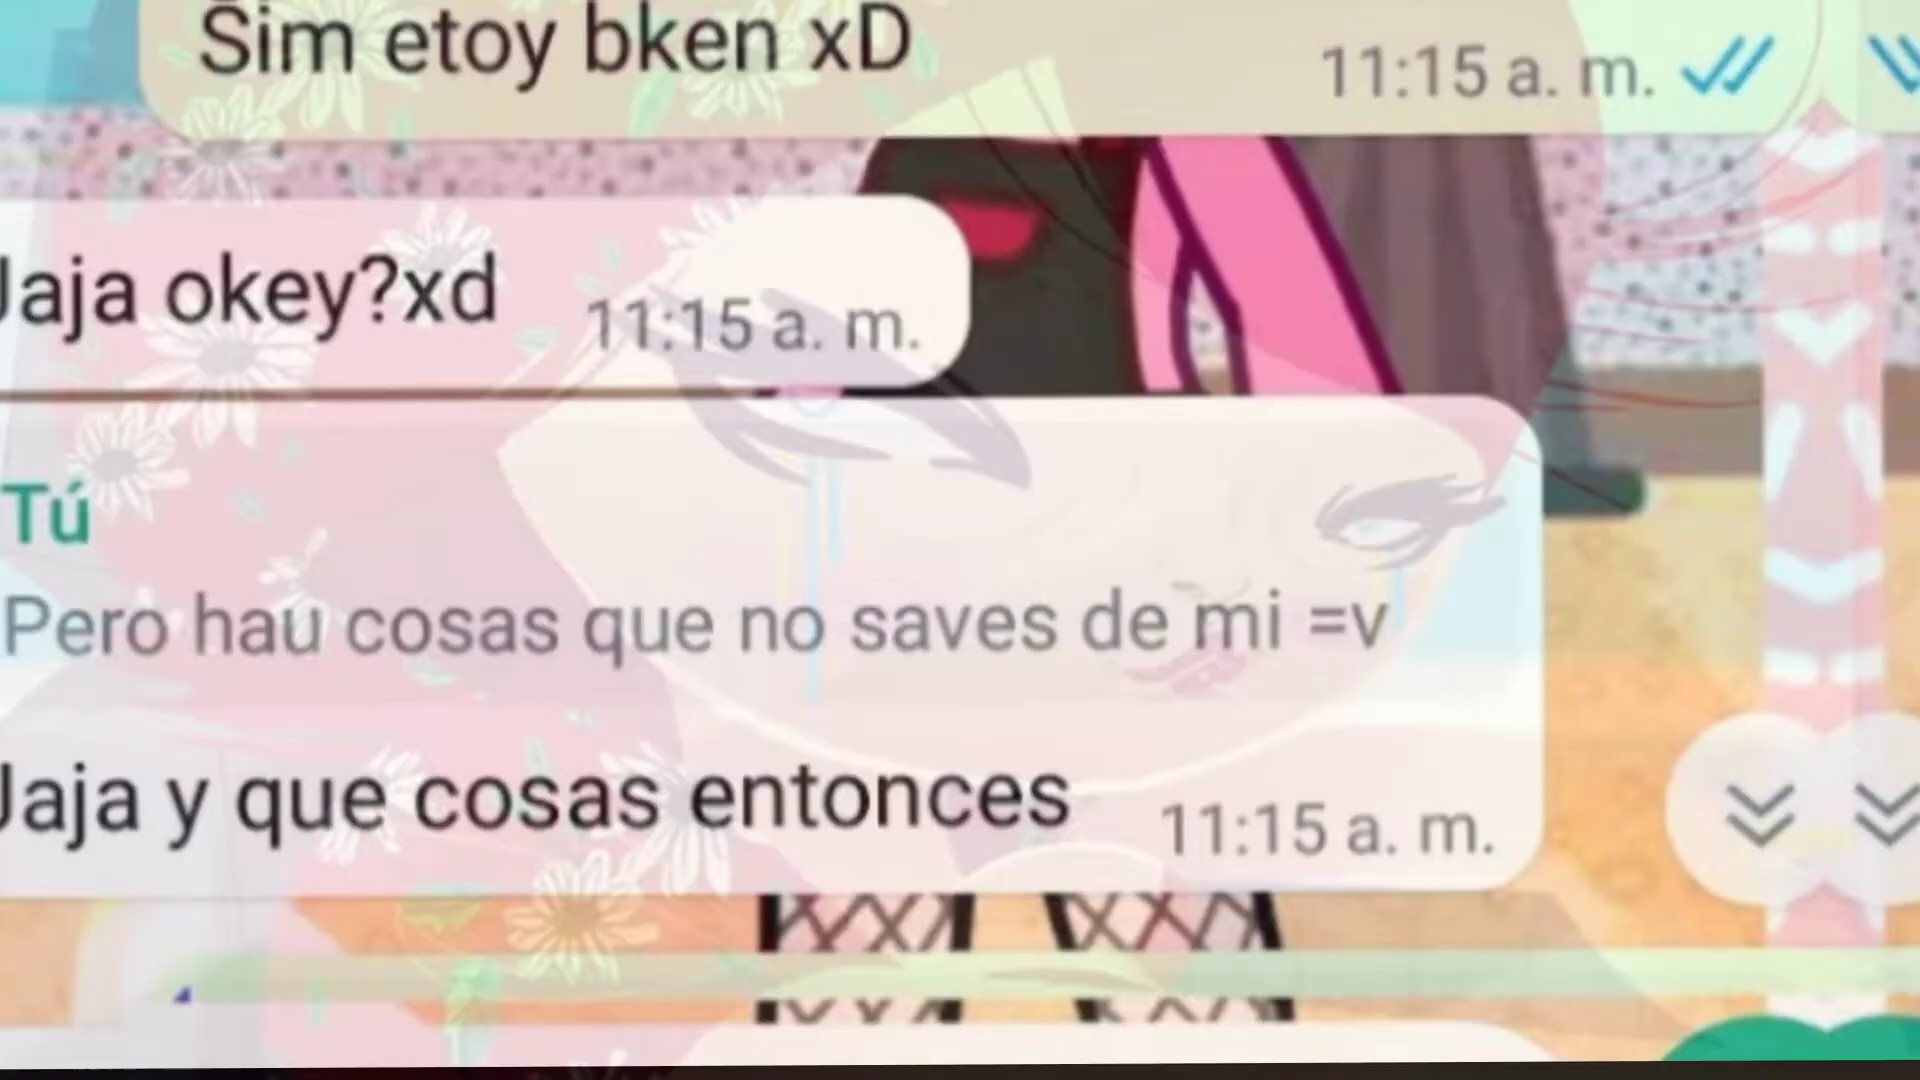 Sim etoy bken xD
11:15 a. m.
Jaja okey?xd
11:15 a. m.
Tú
Pero hau cosas que no saves de mi =v
Jaja y que cosas entonces
11:15 a. m.